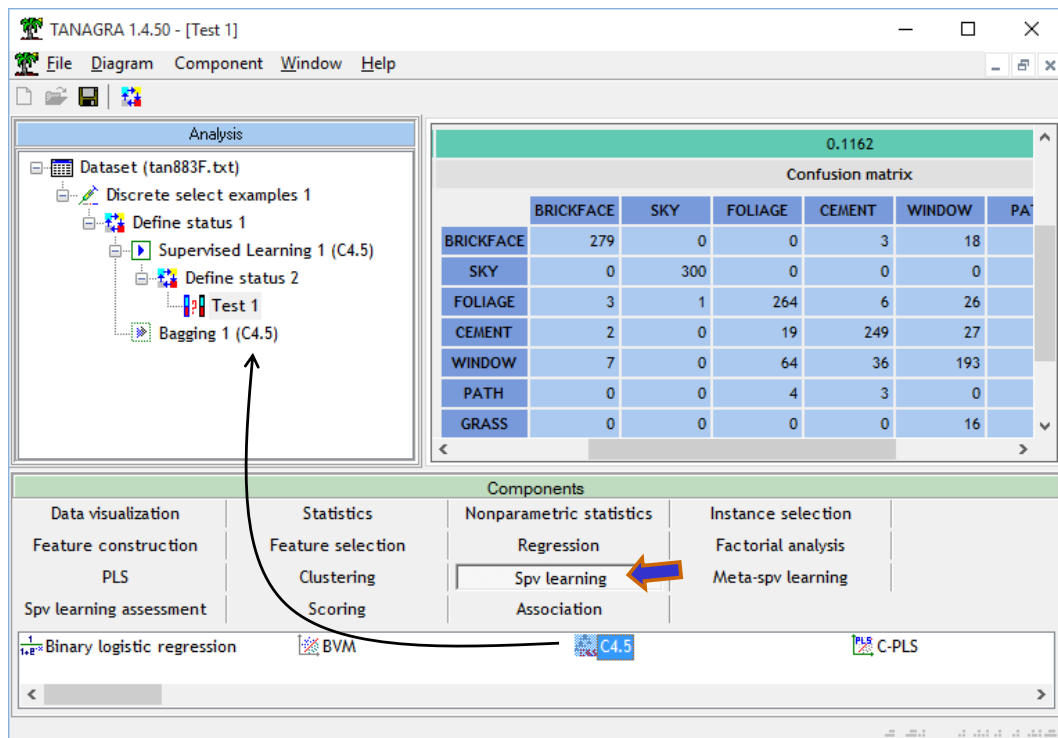 TANAGRA 1.4.50 - [Test 1]
File Diagram Component Window Help
Analysis
Dataset (tan883F.txt)
Discrete select examples 1
Define status 1
Supervised Learning 1 (C4.5)
Define status 2
Test 1
Bagging 1 (C4.5)
0.1162
Confusion matrix
BRICKFACE SKY FOLIAGE CEMENT WINDOW PAT
BRICKFACE 279 0 0 3 18
SKY 0 300 0 0 0
FOLIAGE 3 1 264 6 26
CEMENT 2 0 19 249 27
WINDOW 7 0 64 36 193
PATH 0 0 4 3 0
GRASS 0 0 0 0 16
Components
Data visualization Statistics Nonparametric statistics Instance selection
Feature construction Feature selection Regression Factorial analysis
PLS Clustering Spv learning Meta-spv learning
Spv learning assessment Scoring Association
Binary logistic regression BVM C4.5 C-PLS